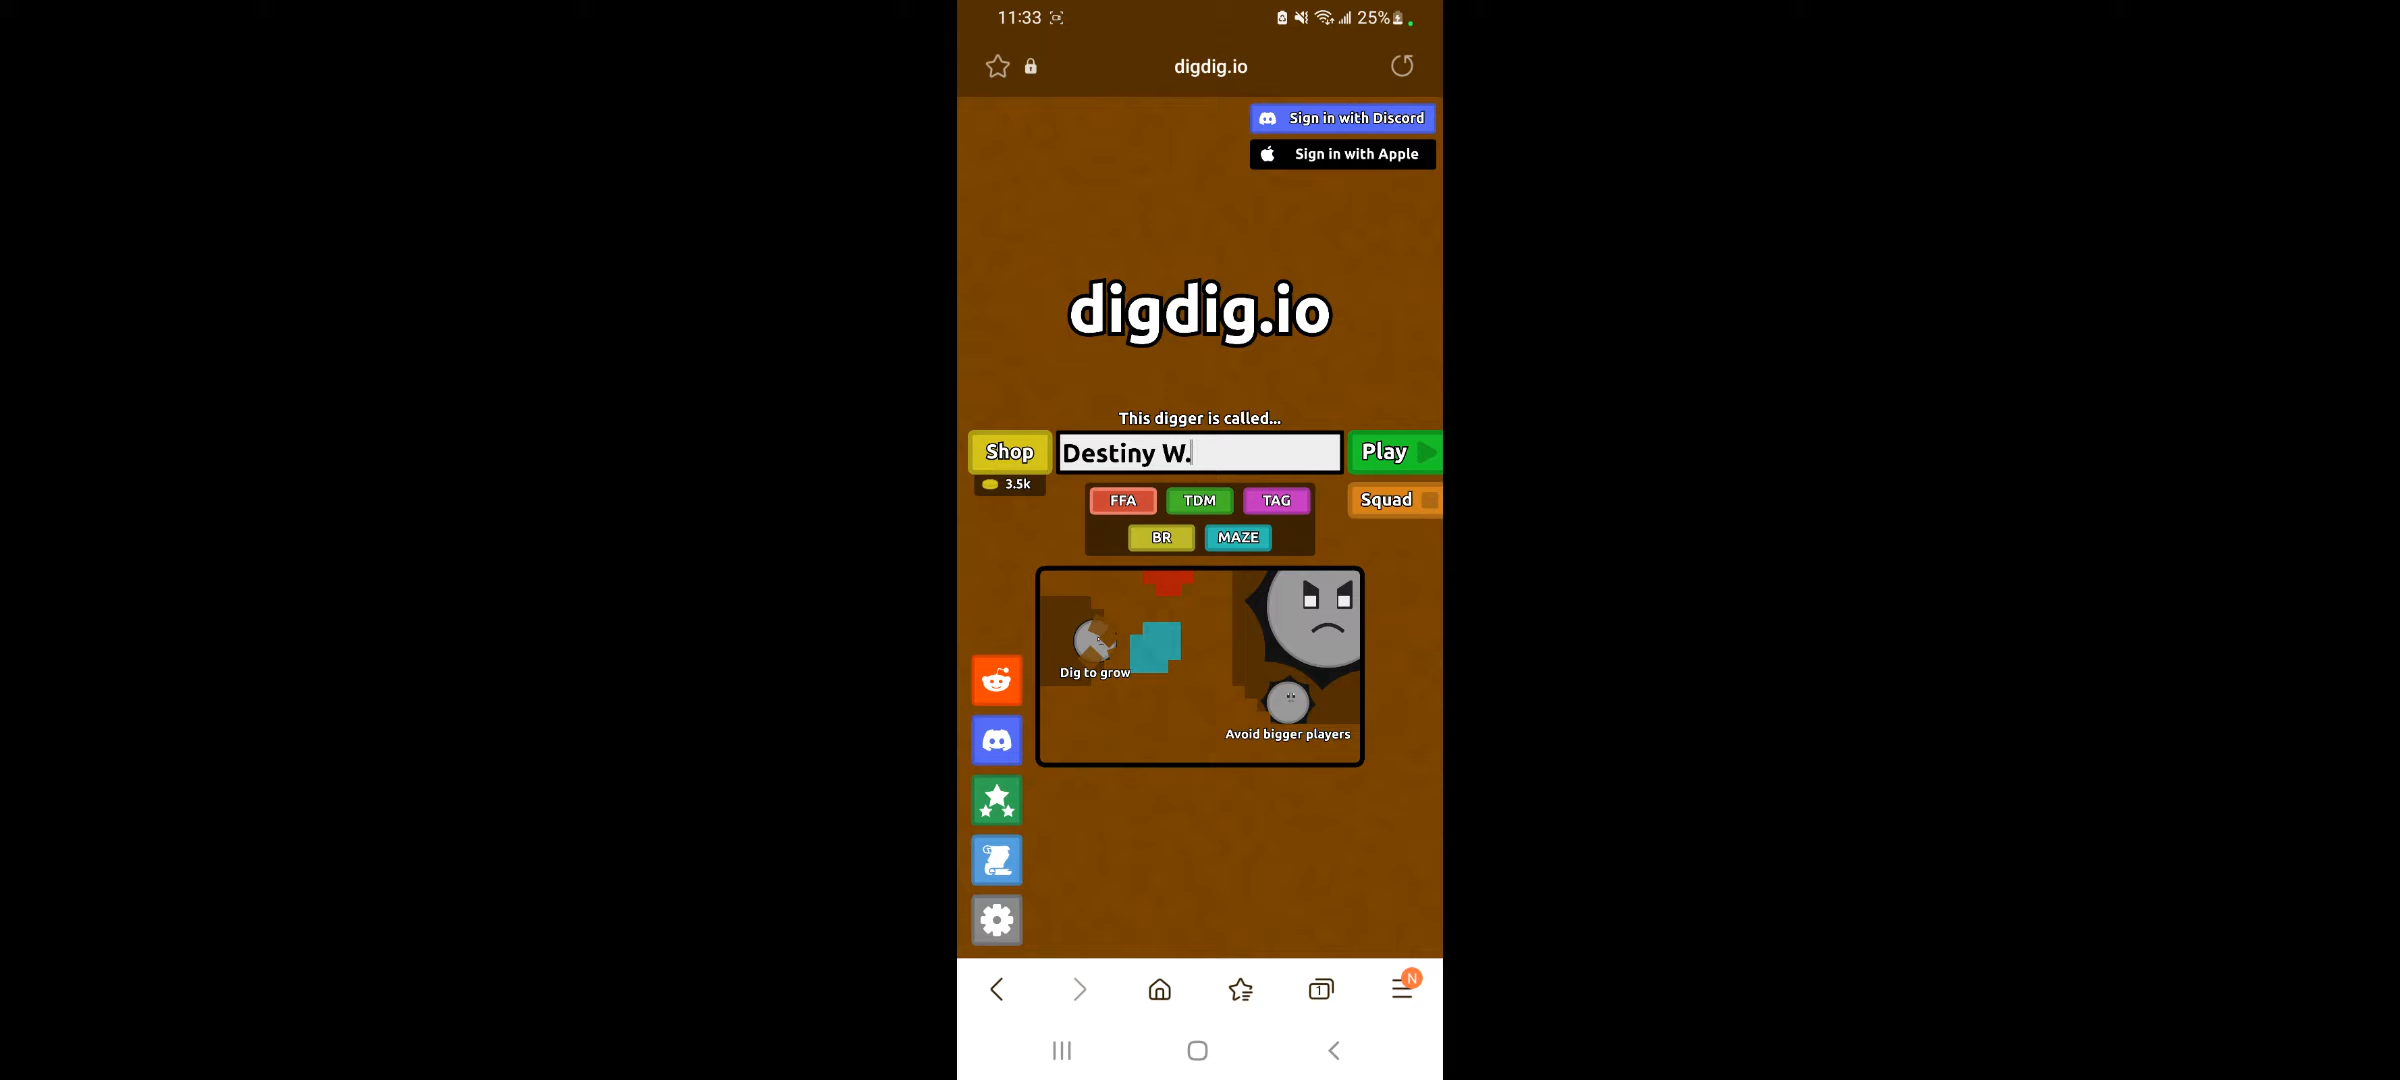 11:33 25%
digdig.io
Sign in with Discord
Sign in with Apple
digdig.io
This digger is called...
Shop Destiny W. Play
3.5k FFA TDM TAG Squad
BR MAZE
Dig to grow
Avoid bigger players
N
1